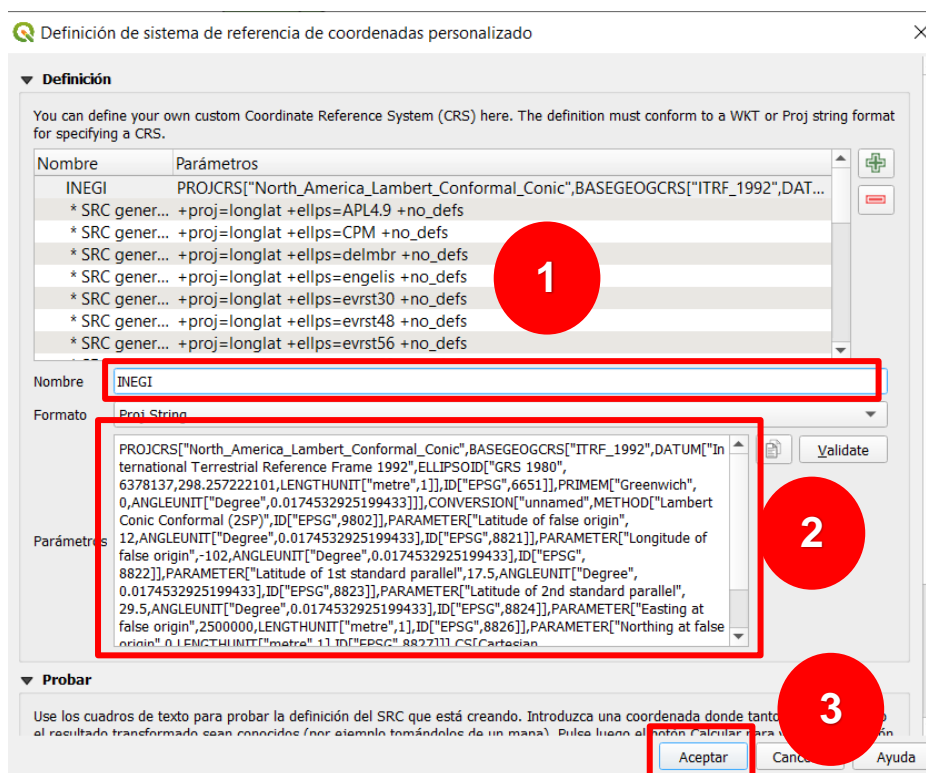 Definición de sistema de referencia de coordenadas personalizado
Definición
You can define your own custom Coordinate Reference System (CRS) here. The definition must conform to a WKT or Proj string format
for specifying a CRS.
Nombre Parámetros
INEGI PROJCRS["North_America_Lambert_Conformal_Conic",BASEGEOGCRS["ITRF_1992",DAT...
* SRC gener... +proj=longlat +ellps=APL4.9 +no_defs
* SRC gener... +proj=longlat +ellps=CPM +no_defs
* SRC gener... +proj=longlat +ellps=delmbr +no_defs
* SRC gener... +proj=longlat +ellps=engelis +no_defs
* SRC gener... +proj=longlat +ellps=evrst30 +no_defs
* SRC gener... +proj=longlat +ellps=evrst48 +no_defs
* SRC gener... +proj=longlat +ellps=evrst56 +no_defs
1
Nombre INEGI
Formato Proj String
PROJCRS["North_America_Lambert_Conformal_Conic",BASEGEOGCRS["ITRF_1992",DATUM["In
ternational Terrestrial Reference Frame 1992",ELLIPSOID["GRS 1980",
6378137,298.257222101,LENGTHUNIT["metre",1]],ID["EPSG",6651]],PRIMEM["Greenwich",
0,ANGLEUNIT["Degree",0.0174532925199433]]],CONVERSION["unnamed",METHOD["Lambert
Conic Conformal (2SP)",ID["EPSG",9802]],PARAMETER["Latitude of false origin",
12,ANGLEUNIT["Degree",0.0174532925199433],ID["EPSG",8821]],PARAMETER["Longitude of
false origin",-102,ANGLEUNIT["Degree",0.0174532925199433],ID["EPSG",
8822]],PARAMETER["Latitude of 1st standard parallel",17.5,ANGLEUNIT["Degree",
0.0174532925199433],ID["EPSG",8823]],PARAMETER["Latitude of 2nd standard parallel",
29.5,ANGLEUNIT["Degree",0.0174532925199433],ID["EPSG",8824]],PARAMETER["Easting at
false origin",2500000,LENGTHUNIT["metre",1],ID["EPSG",8826]],PARAMETER["Northing at false
origin",0,LENGTHUNIT["metre",1],ID["EPSG",8827]]],CS[Cartesian,
Parámetros
Validate
2
Probar
Use los cuadros de texto para probar la definición del SRC que está creando. Introduzca una coordenada donde tanto
el resultado transformado sean conocidos (por ejemplo tomándolos de un mapa). Pulse luego el botón Calcular para
3
Aceptar Ayuda